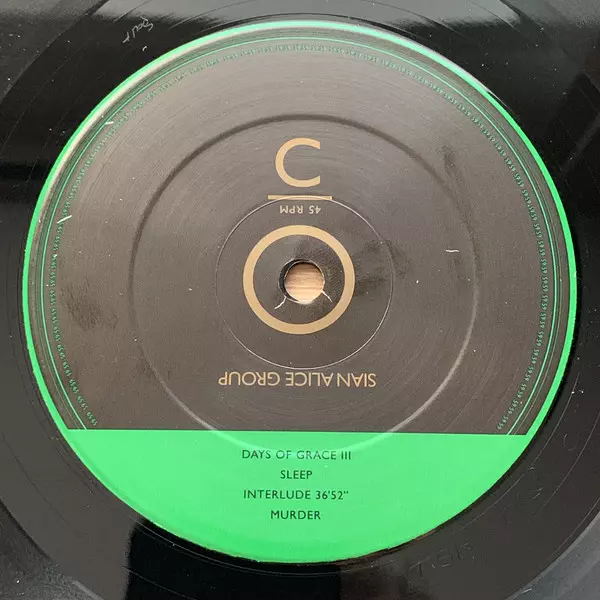 C
45 RPM
SIAN ALICE GROUP
DAYS OF GRACE III
SLEEP
INTERLUDE 36'52"
MURDER